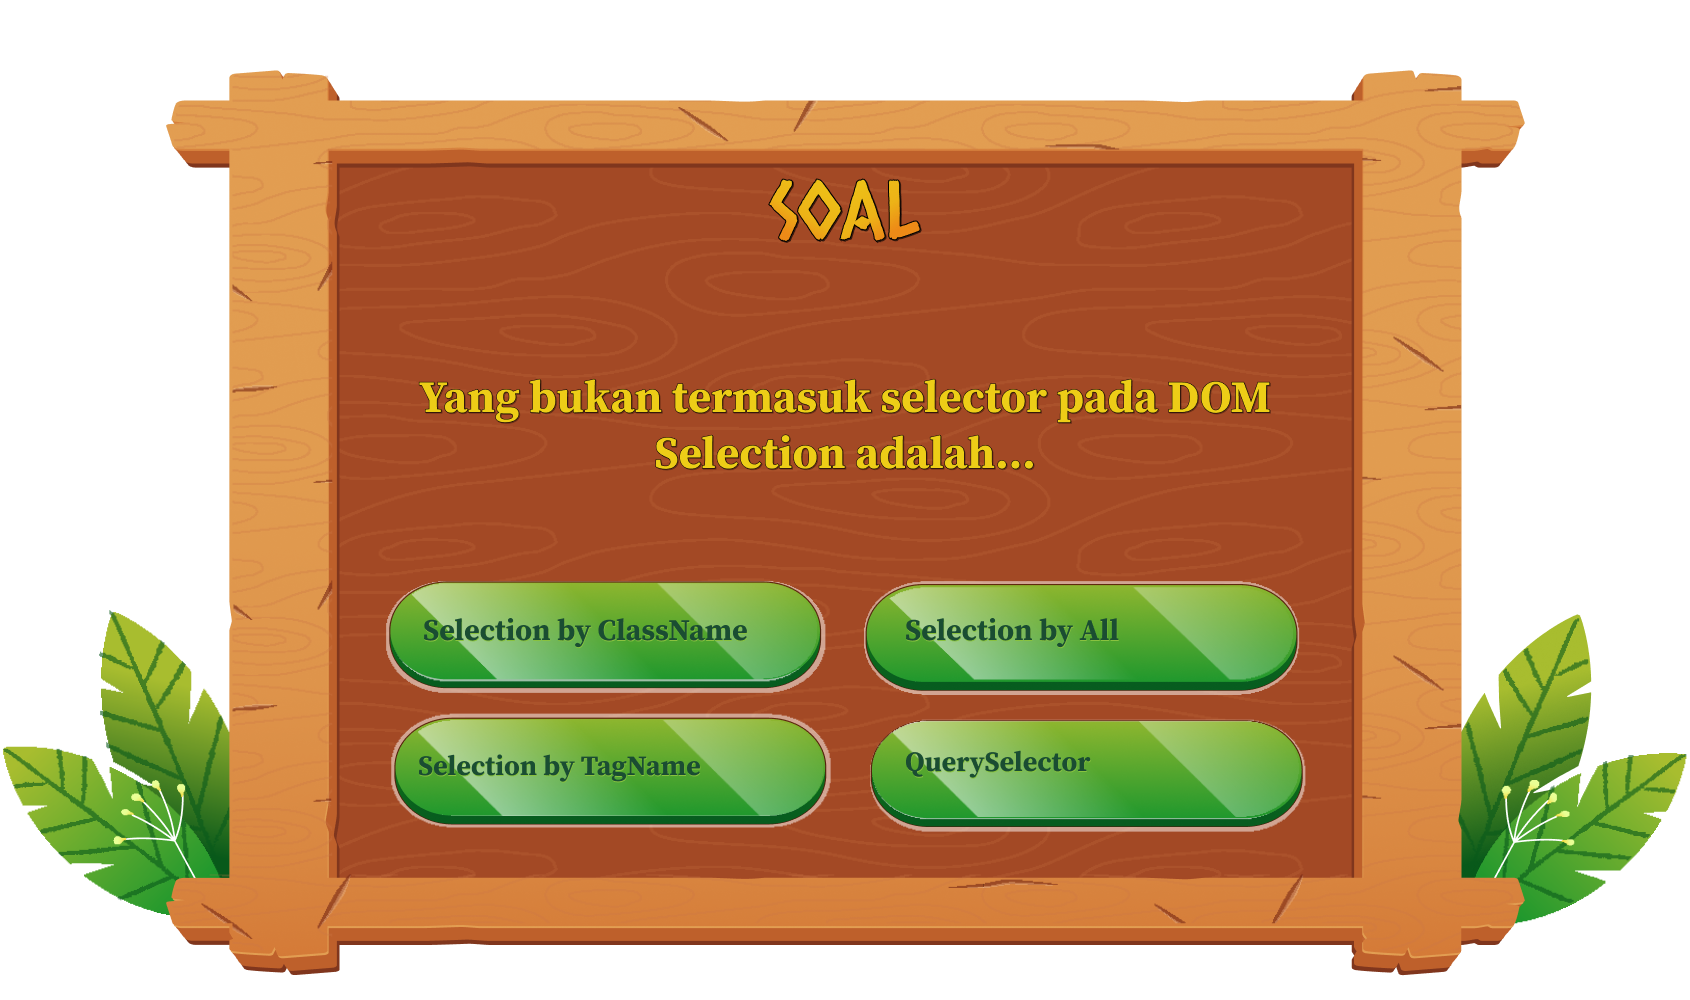 SOAL
Yang bukan termasuk selector pada DOM
Selection adalah...
Selection by ClassName
Selection by All
Selection by TagName
QuerySelector